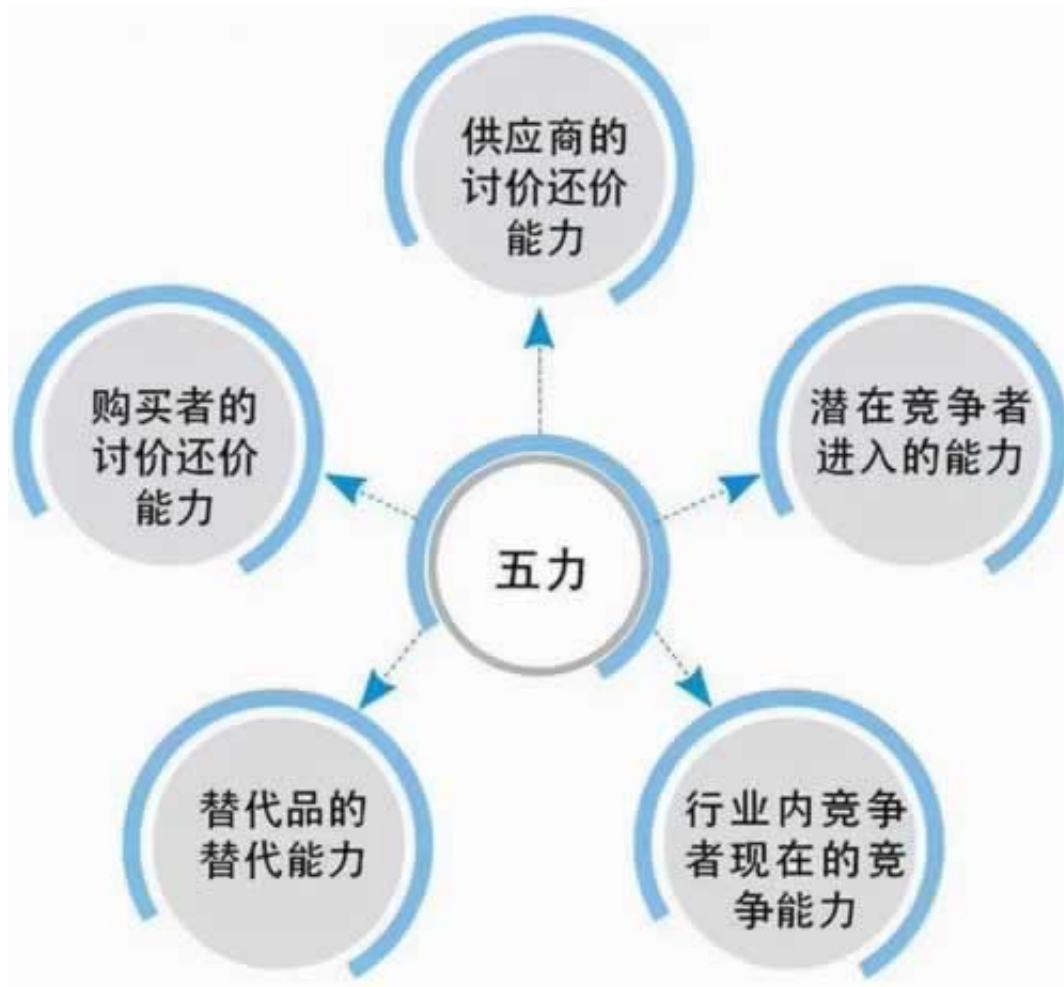 供应商的
讨价还价
能力
购买者的
讨价还价
能力
潜在竞争者
进入的能力
五力
替代品的
替代能力
行业内竞争
者现在的竞
争能力